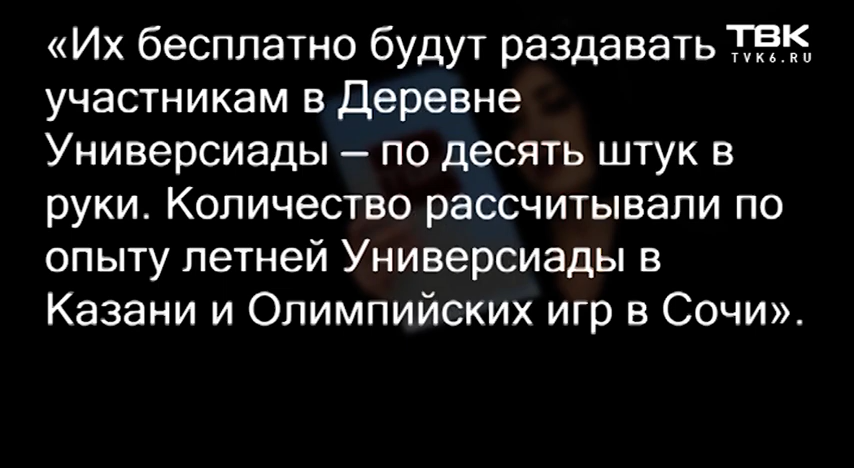 «Их бесплатно будут раздавать
ТВК
TVK6.RU
участникам в Деревне
Универсиады – по десять штук в
руки. Количество рассчитывали по
опыту летней Универсиады в
Казани и Олимпийских игр в Сочи».